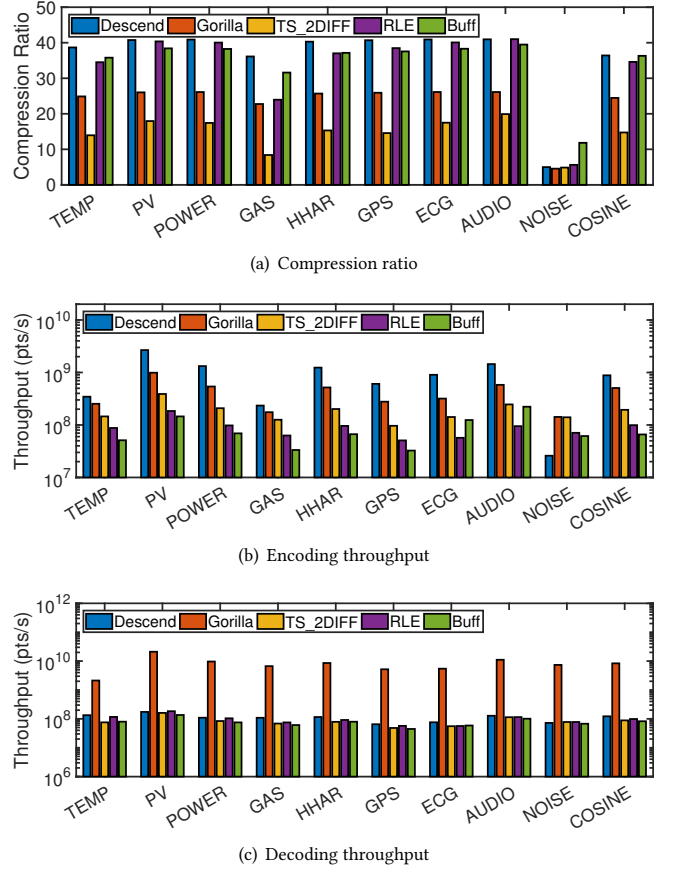 50
Descend Gorilla TS_2DIFF RLE Buff
40
30
20
10
0
Compression Ratio
TEMP PV POWER GAS HHAR GPS ECG AUDIO NOISE COSINE
(a) Compression ratio
10^10
Descend Gorilla TS_2DIFF RLE Buff
10^9
10^8
10^7
Throughput (pts/s)
TEMP PV POWER GAS HHAR GPS ECG AUDIO NOISE COSINE
(b) Encoding throughput
10^12
Descend Gorilla TS_2DIFF RLE Buff
10^10
10^8
10^6
Throughput (pts/s)
TEMP PV POWER GAS HHAR GPS ECG AUDIO NOISE COSINE
(c) Decoding throughput